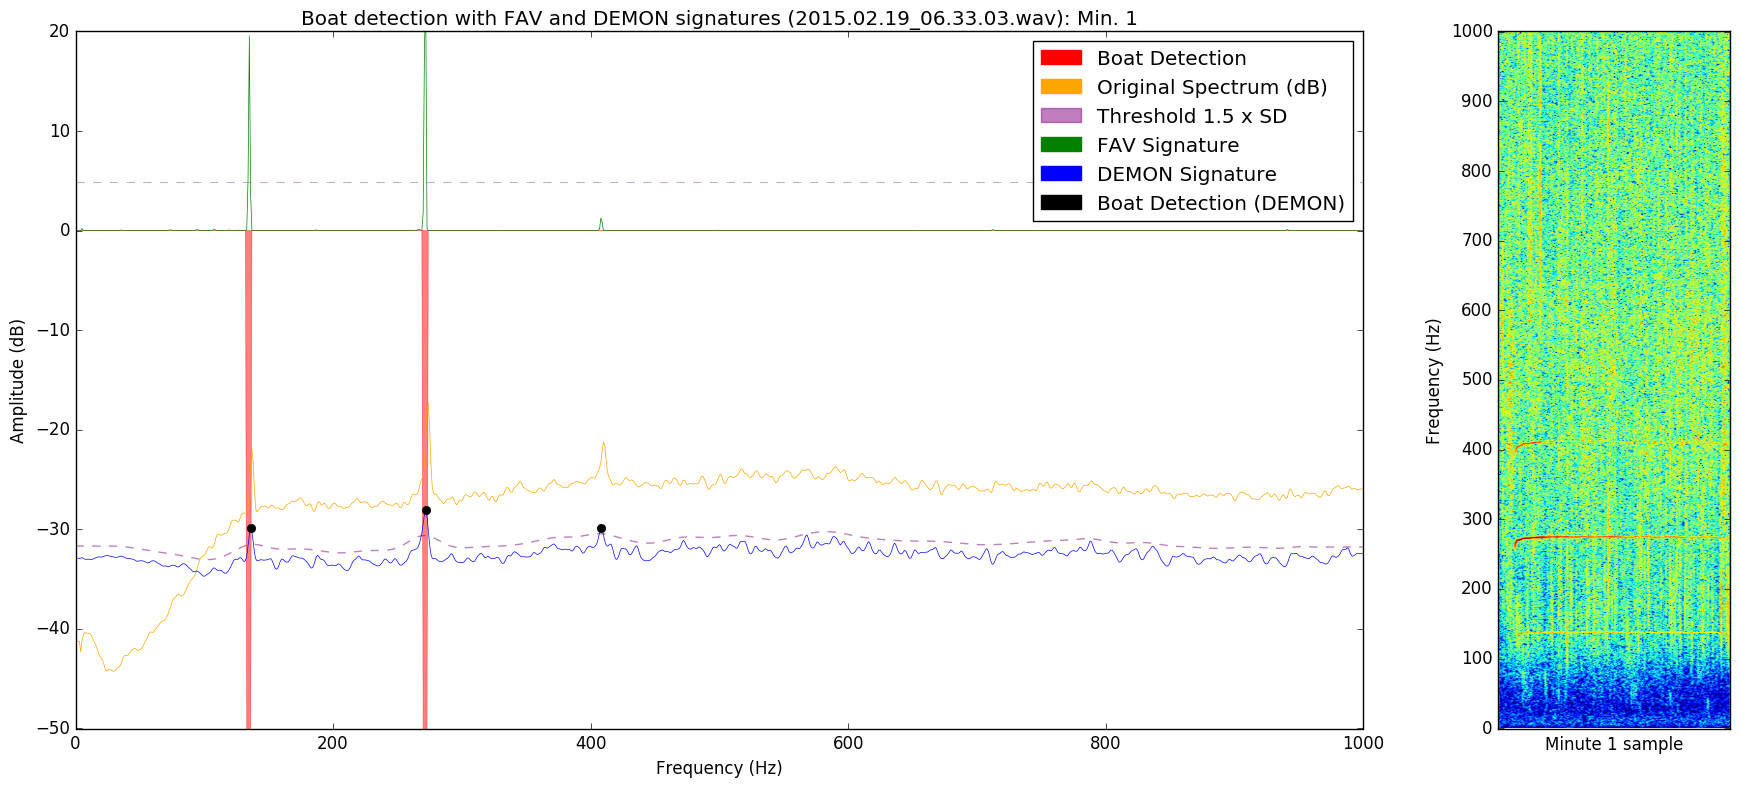 Boat detection with FAV and DEMON signatures (2015.02.19_06.33.03.wav): Min. 1
Boat Detection
Original Spectrum (dB)
Threshold 1.5 x SD
FAV Signature
DEMON Signature
Boat Detection (DEMON)
Amplitude (dB)
20
10
0
−10
−20
−30
−40
−50
0
200
400
600
800
1000
Frequency (Hz)
Frequency (Hz)
1000
900
800
700
600
500
400
300
200
100
0
Minute 1 sample